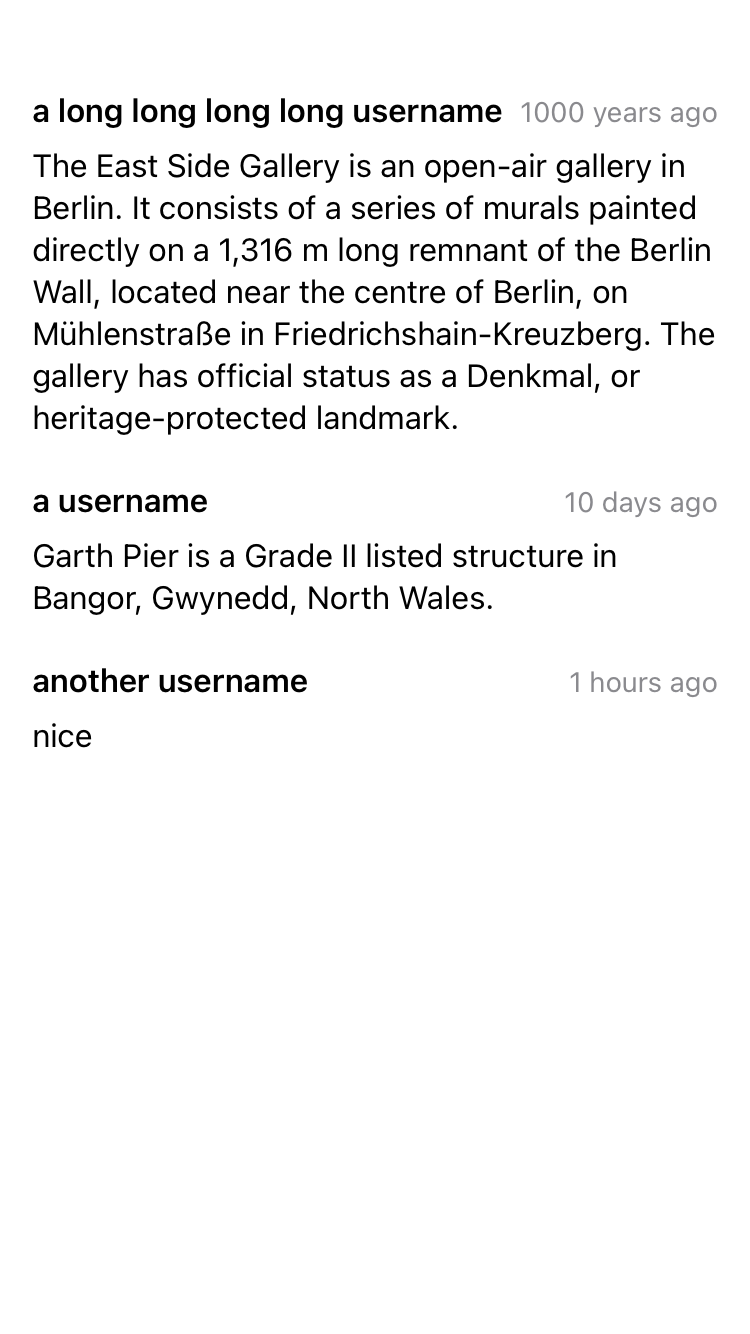 a long long long long username 1000 years ago
The East Side Gallery is an open-air gallery in
Berlin. It consists of a series of murals painted
directly on a 1,316 m long remnant of the Berlin
Wall, located near the centre of Berlin, on
Mühlenstraße in Friedrichshain-Kreuzberg. The
gallery has official status as a Denkmal, or
heritage-protected landmark.
a username 10 days ago
Garth Pier is a Grade II listed structure in
Bangor, Gwynedd, North Wales.
another username 1 hours ago
nice